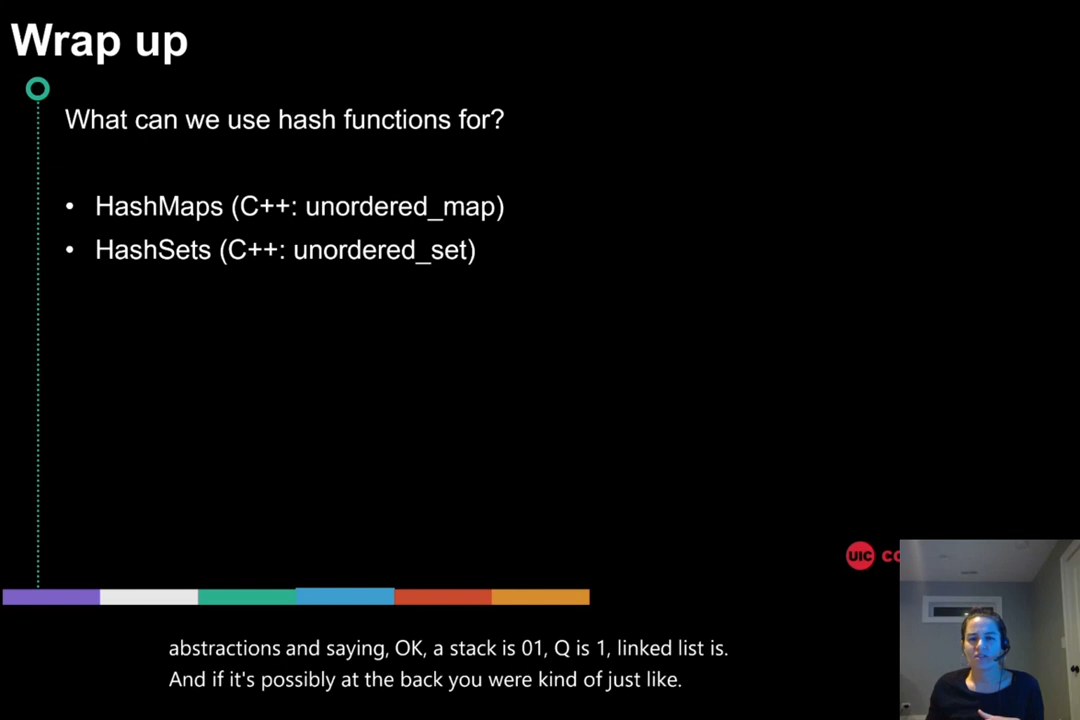 Wrap up
What can we use hash functions for?
• HashMaps (C++: unordered_map)
• HashSets (C++: unordered_set)
UIC
abstractions and saying, OK, a stack is 01, Q is 1, linked list is.
And if it's possibly at the back you were kind of just like.